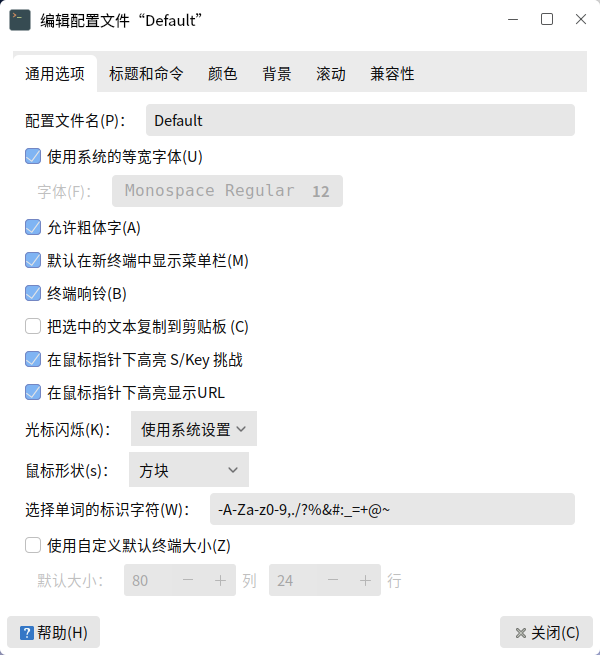 编辑配置文件“Default”
通用选项 标题和命令 颜色 背景 滚动 兼容性
配置文件名(P)： Default
使用系统的等宽字体(U)
字体(F)： Monospace Regular 12
允许粗体字(A)
默认在新终端中显示菜单栏(M)
终端响铃(B)
把选中的文本复制到剪贴板 (C)
在鼠标指针下高亮 S/Key 挑战
在鼠标指针下高亮显示URL
光标闪烁(K)： 使用系统设置
鼠标形状(s)： 方块
选择单词的标识字符(W)： -A-Za-z0-9,./?%&#:_=+@~
使用自定义默认终端大小(Z)
默认大小： 80 − + 列 24 − + 行
帮助(H) 关闭(C)